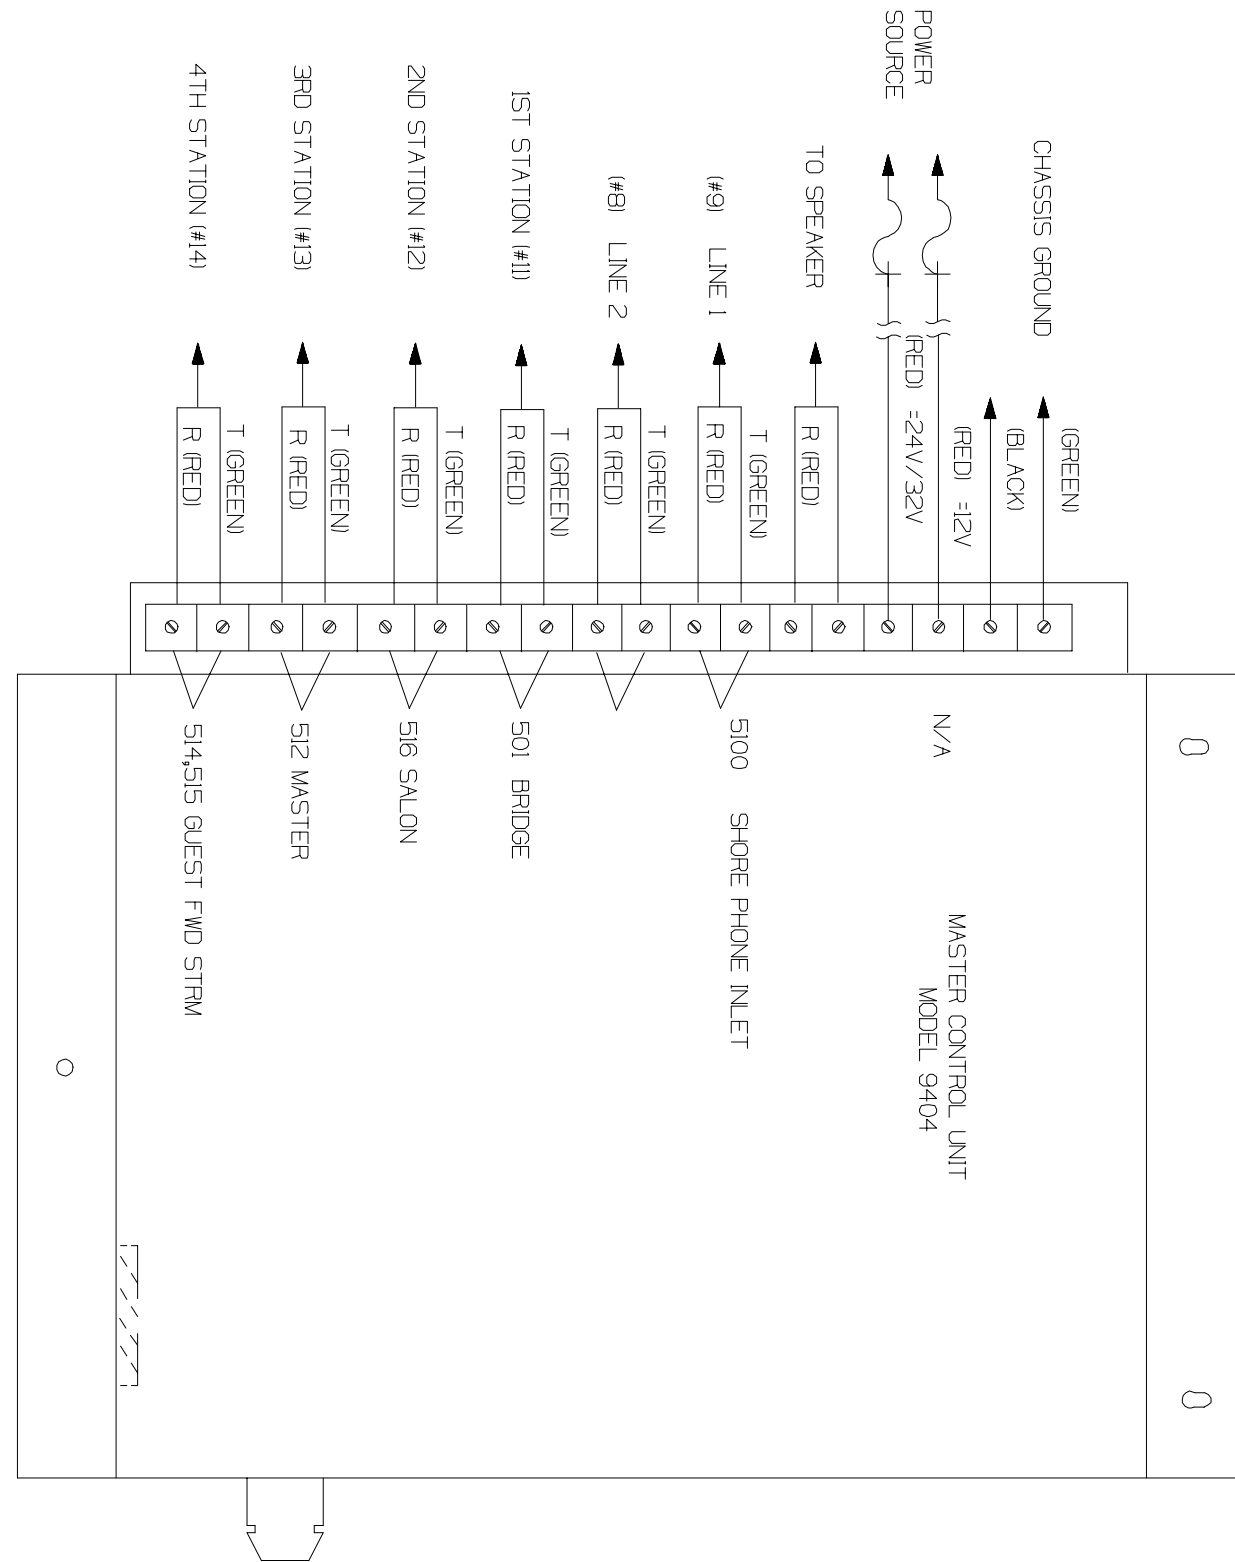 CHASSIS GROUND
(GREEN)
(BLACK)
POWER
SOURCE
(RED) =12V
(RED) =24V/32V
TO SPEAKER
R (RED)
(#9) LINE 1
T (GREEN)
R (RED)
(#8) LINE 2
T (GREEN)
R (RED)
1ST STATION (#11)
T (GREEN)
R (RED)
2ND STATION (#12)
T (GREEN)
R (RED)
3RD STATION (#13)
T (GREEN)
R (RED)
4TH STATION (#14)
T (GREEN)
R (RED)
N/A
5100 SHORE PHONE INLET
501 BRIDGE
516 SALON
512 MASTER
514,515 GUEST FWD STRM
MASTER CONTROL UNIT
MODEL 9404